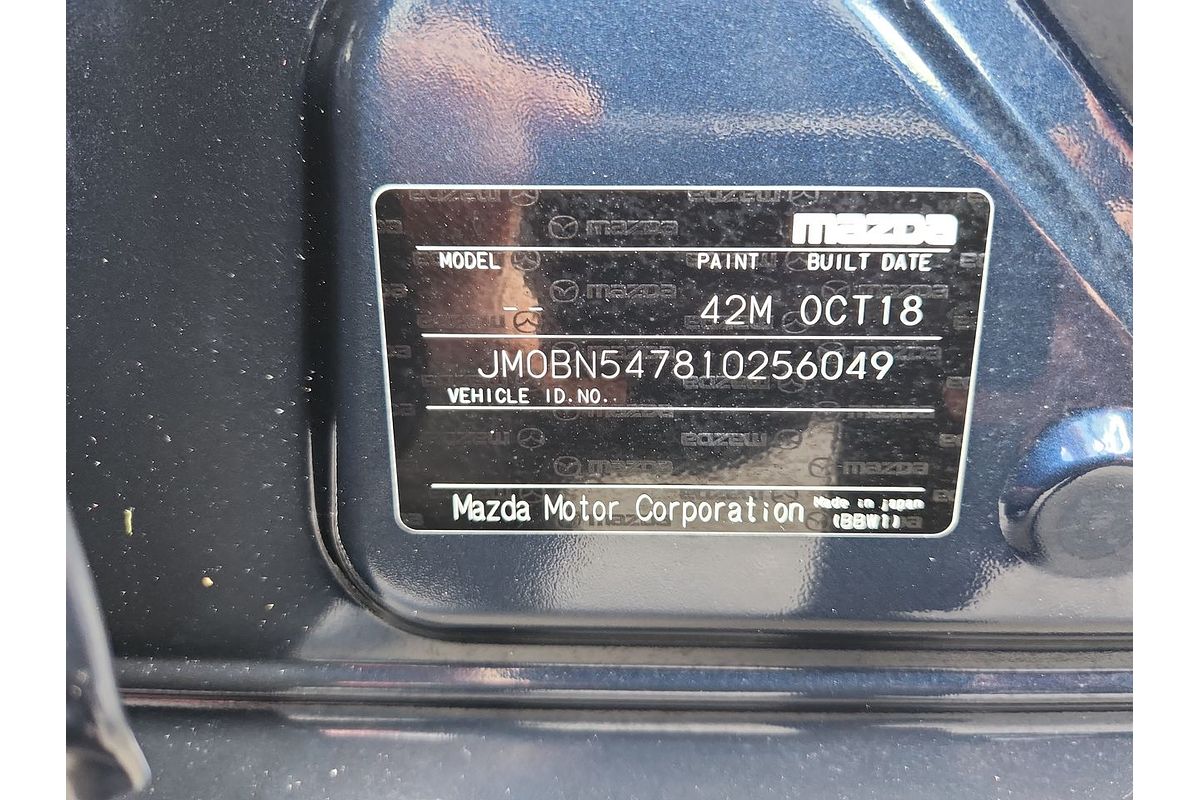 mazda
MODEL PAINT BUILT DATE
-- 42M OCT18
JM0BN547810256049
VEHICLE ID.NO.
Mazda Motor Corporation Made in Japan
(BBW1)